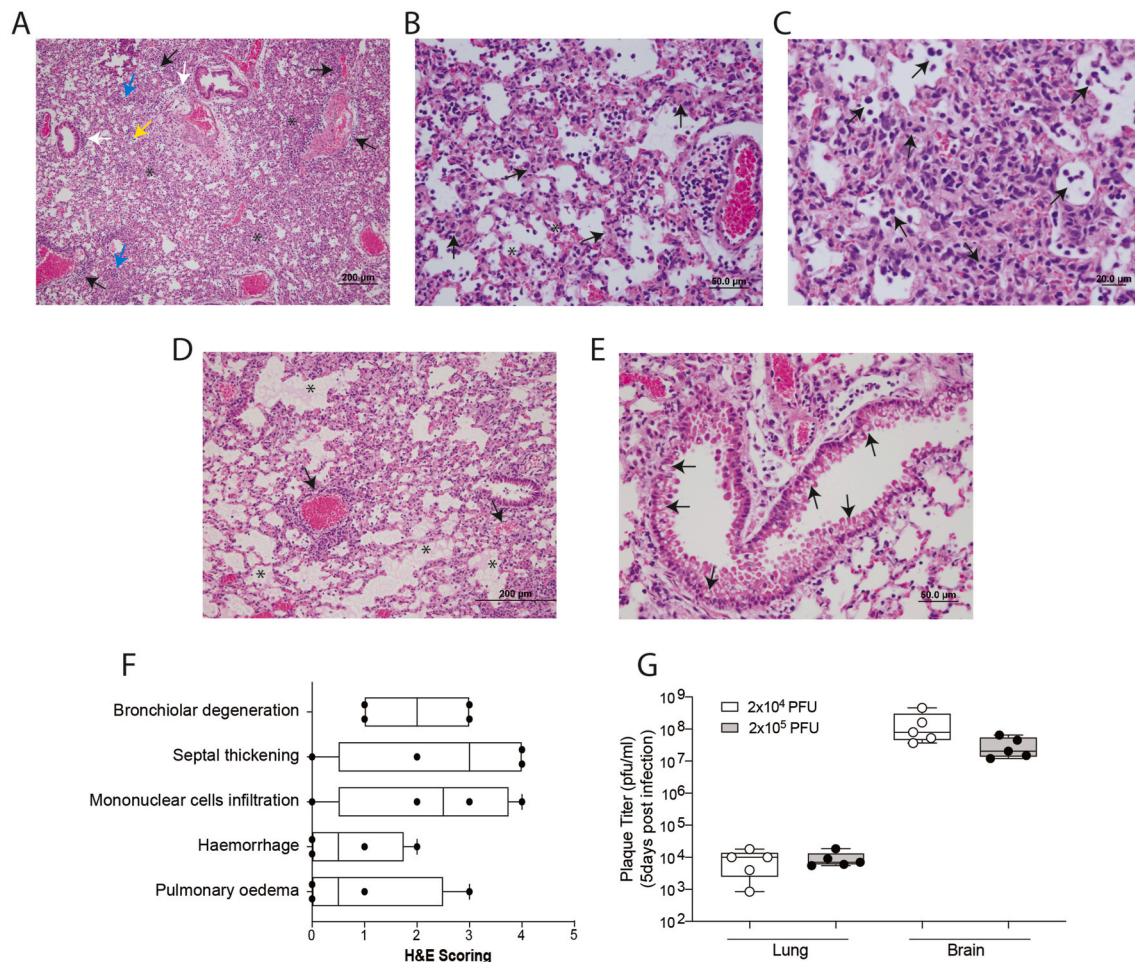 A
B
C
200 µm
50.0 µm
20.0 µm
D
E
200 µm
50.0 µm
F
Bronchiolar degeneration
Septal thickening
Mononuclear cells infiltration
Haemorrhage
Pulmonary oedema
0 1 2 3 4 5
H&E Scoring
G
2x10⁴ PFU
2x10⁵ PFU
Plaque Titer (pfu/ml)
(5days post infection)
10⁹
10⁸
10⁷
10⁶
10⁵
10⁴
10³
10²
Lung Brain